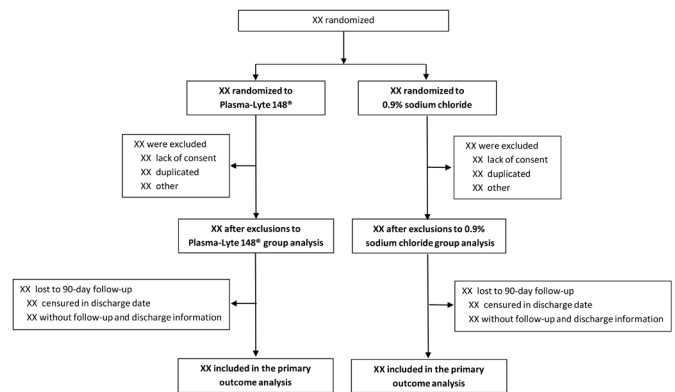 XX randomized
XX randomized to
Plasma-Lyte 148®
XX randomized to
0.9% sodium chloride
XX were excluded
XX lack of consent
XX duplicated
XX other
XX were excluded
XX lack of consent
XX duplicated
XX other
XX after exclusions to
Plasma-Lyte 148® group analysis
XX after exclusions to 0.9%
sodium chloride group analysis
XX lost to 90-day follow-up
XX censured in discharge date
XX without follow-up and discharge information
XX lost to 90-day follow-up
XX censured in discharge date
XX without follow-up and discharge information
XX included in the primary
outcome analysis
XX included in the primary
outcome analysis